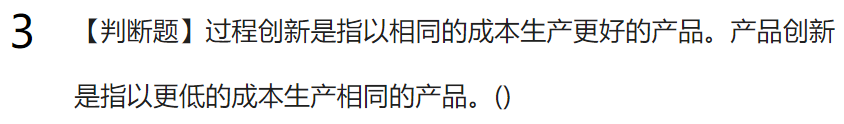 3 【判断题】过程创新是指以相同的成本生产更好的产品。产品创新
是指以更低的成本生产相同的产品。()